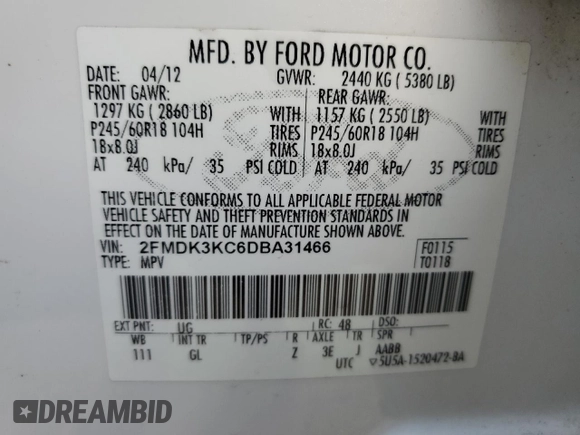 MFD. BY FORD MOTOR CO.
DATE: 04/12 GVWR: 2440 KG ( 5380 LB)
FRONT GAWR: REAR GAWR:
1297 KG ( 2860 LB) WITH 1157 KG ( 2550 LB) WITH
P245/60R18 104H TIRES P245/60R18 104H TIRES
18x8.0J RIMS 18x8.0J RIMS
AT 240 kPa/ 35 PSI COLD AT 240 kPa/ 35 PSI COLD
THIS VEHICLE CONFORMS TO ALL APPLICABLE FEDERAL MOTOR
VEHICLE SAFETY AND THEFT PREVENTION STANDARDS IN
EFFECT ON THE DATE OF MANUFACTURE SHOWN ABOVE.
VIN: 2FMDK3KC6DBA31466 F0115
TYPE: MPV T0118
EXT PNT: UG RC: 48 DSO:
WB INT TR TP/PS R AXLE TR SPR
111 GL Z 3E J AABB
UTC 5U5A-1520472-BA
DREAMBID